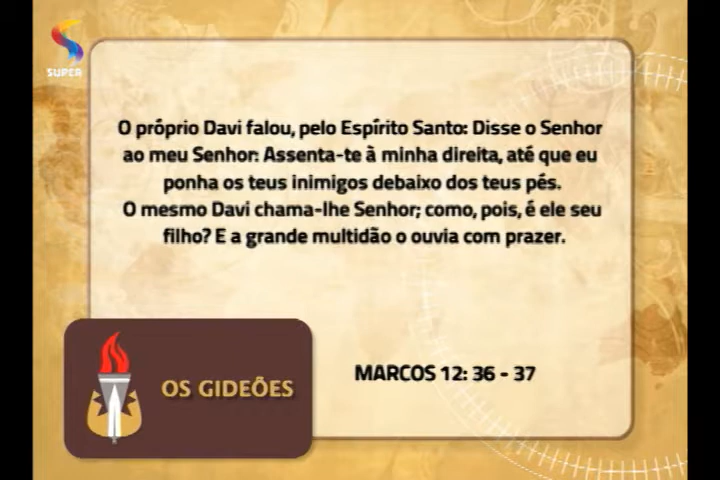 SUPER
O próprio Davi falou, pelo Espírito Santo: Disse o Senhor
ao meu Senhor: Assenta-te à minha direita, até que eu
ponha os teus inimigos debaixo dos teus pés.
O mesmo Davi chama-lhe Senhor; como, pois, é ele seu
filho? E a grande multidão o ouvia com prazer.
OS GIDEÕES
MARCOS 12: 36 - 37